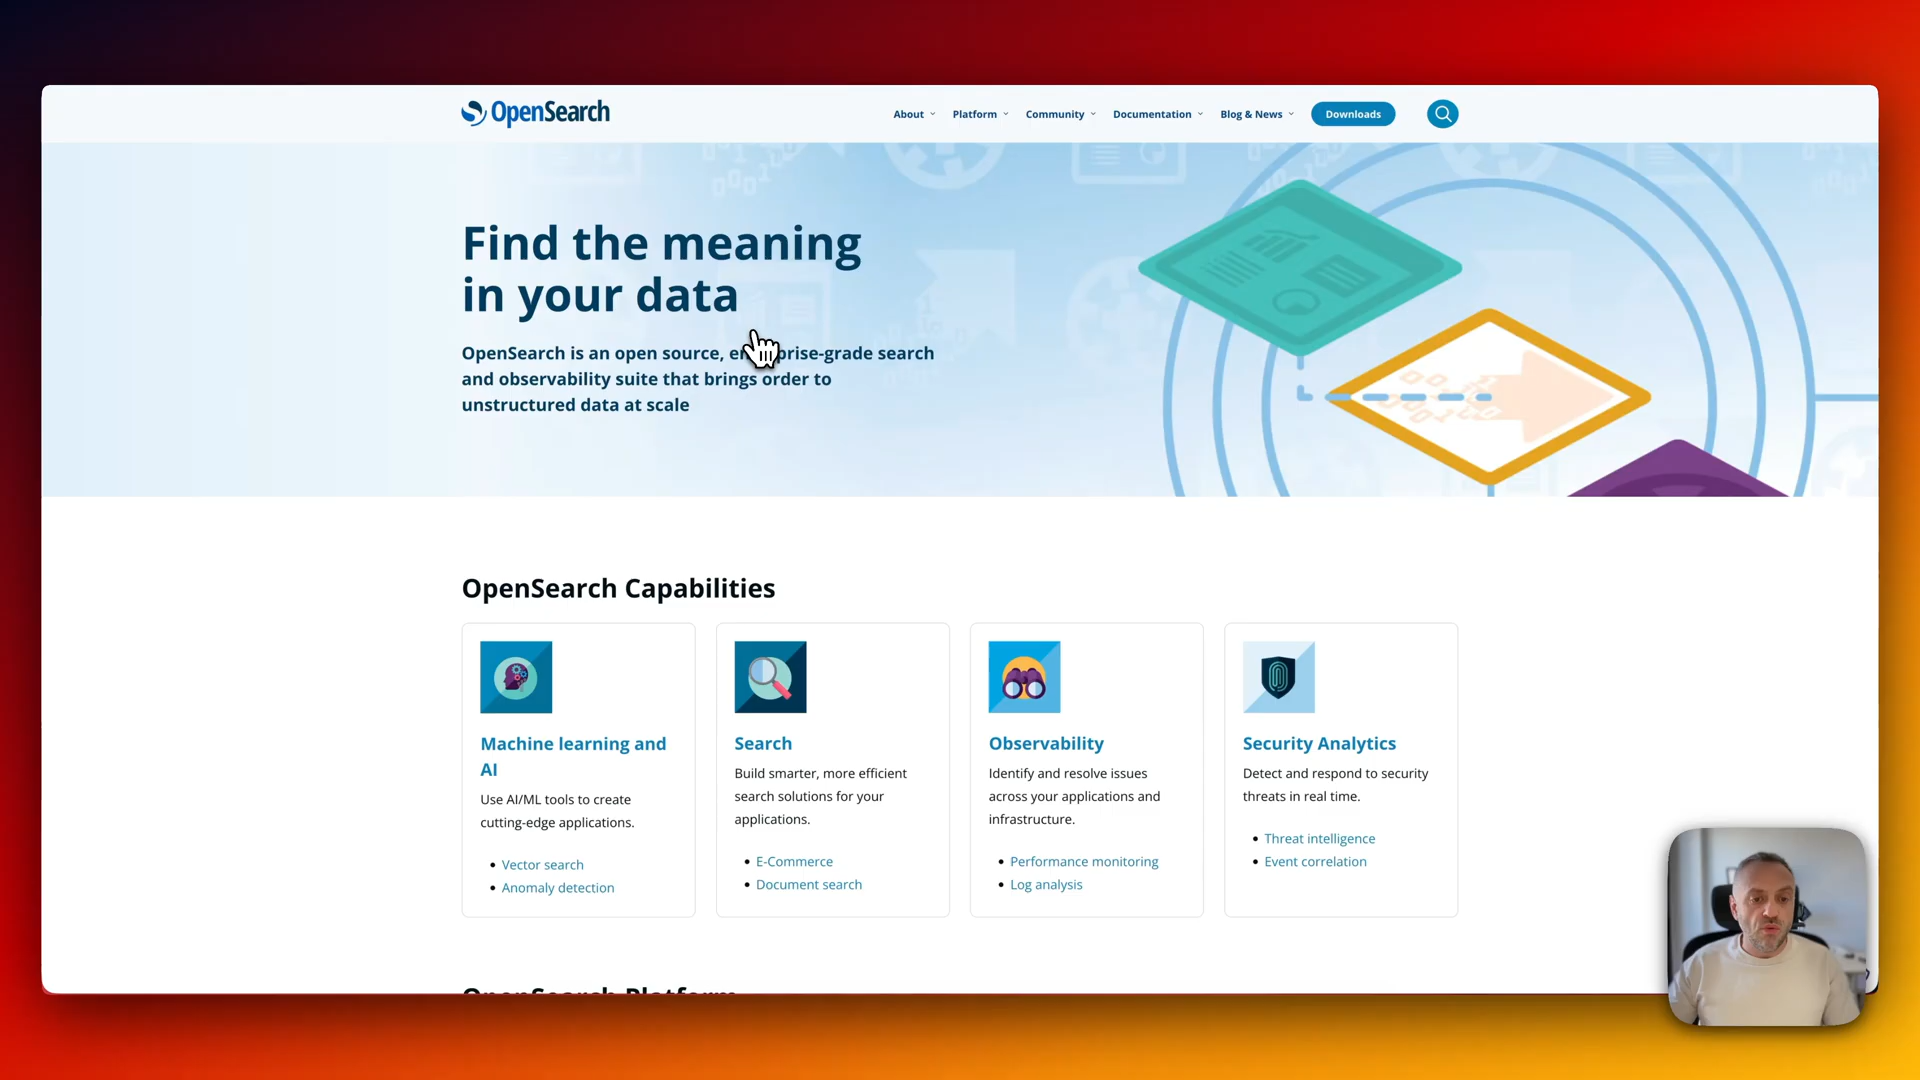 OpenSearch
About Platform Community Documentation Blog & News Downloads
Find the meaning
in your data
OpenSearch is an open source, enterprise-grade search
and observability suite that brings order to
unstructured data at scale
OpenSearch Capabilities
Machine learning and
AI
Use AI/ML tools to create
cutting-edge applications.
Vector search
Anomaly detection
Search
Build smarter, more efficient
search solutions for your
applications.
E-Commerce
Document search
Observability
Identify and resolve issues
across your applications and
infrastructure.
Performance monitoring
Log analysis
Security Analytics
Detect and respond to security
threats in real time.
Threat intelligence
Event correlation
OpenSearch Platform